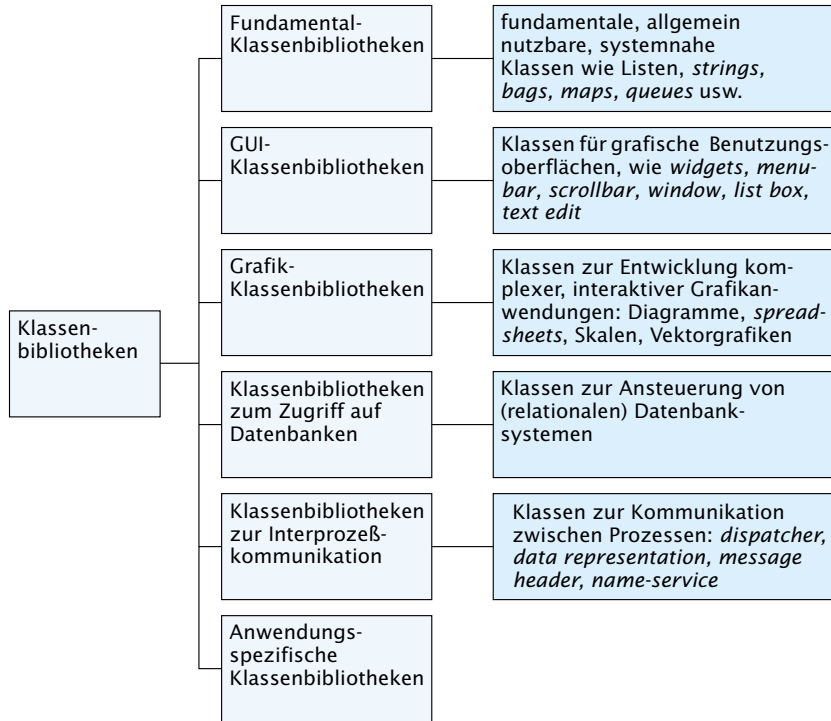 Klassen-
bibliotheken
Fundamental-
Klassenbibliotheken
fundamentale, allgemein
nutzbare, systemnahe
Klassen wie Listen, strings,
bags, maps, queues usw.
GUI-
Klassenbibliotheken
Klassen für grafische Benutzungs-
oberflächen, wie widgets, menu-
bar, scrollbar, window, list box,
text edit
Grafik-
Klassenbibliotheken
Klassen zur Entwicklung kom-
plexer, interaktiver Grafikan-
wendungen: Diagramme, spread-
sheets, Skalen, Vektorgrafiken
Klassenbibliotheken
zum Zugriff auf
Datenbanken
Klassen zur Ansteuerung von
(relationalen) Datenbank-
systemen
Klassenbibliotheken
zur Interprozeß-
kommunikation
Klassen zur Kommunikation
zwischen Prozessen: dispatcher,
data representation, message
header, name-service
Anwendungs-
spezifische
Klassenbibliotheken